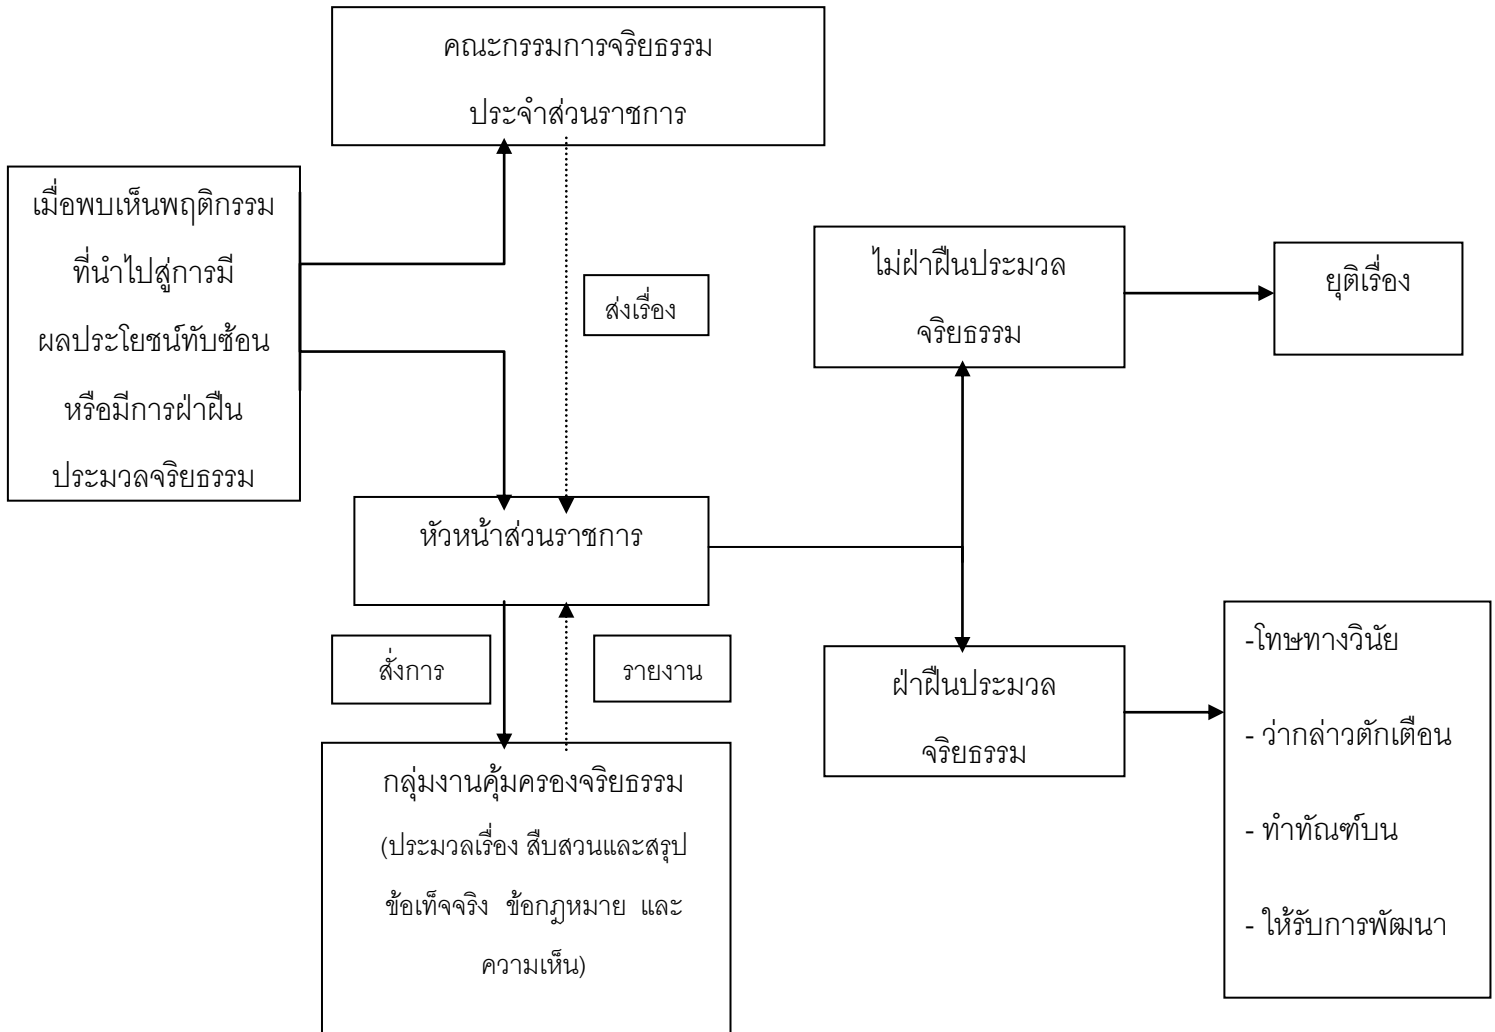 คณะกรรมการจริยธรรม
ประจำส่วนราชการ
เมื่อพบเห็นพฤติกรรม
ที่นำไปสู่การมี
ผลประโยชน์ทับซ้อน
หรือมีการฝ่าฝืน
ประมวลจริยธรรม
ส่งเรื่อง
ไม่ฝ่าฝืนประมวล
จริยธรรม
ยุติเรื่อง
หัวหน้าส่วนราชการ
สั่งการ
รายงาน
ฝ่าฝืนประมวล
จริยธรรม
-โทษทางวินัย
- ว่ากล่าวตักเตือน
- ทำทัณฑ์บน
- ให้รับการพัฒนา
กลุ่มงานคุ้มครองจริยธรรม
(ประมวลเรื่อง สืบสวนและสรุป
ข้อเท็จจริง ข้อกฎหมาย และ
ความเห็น)